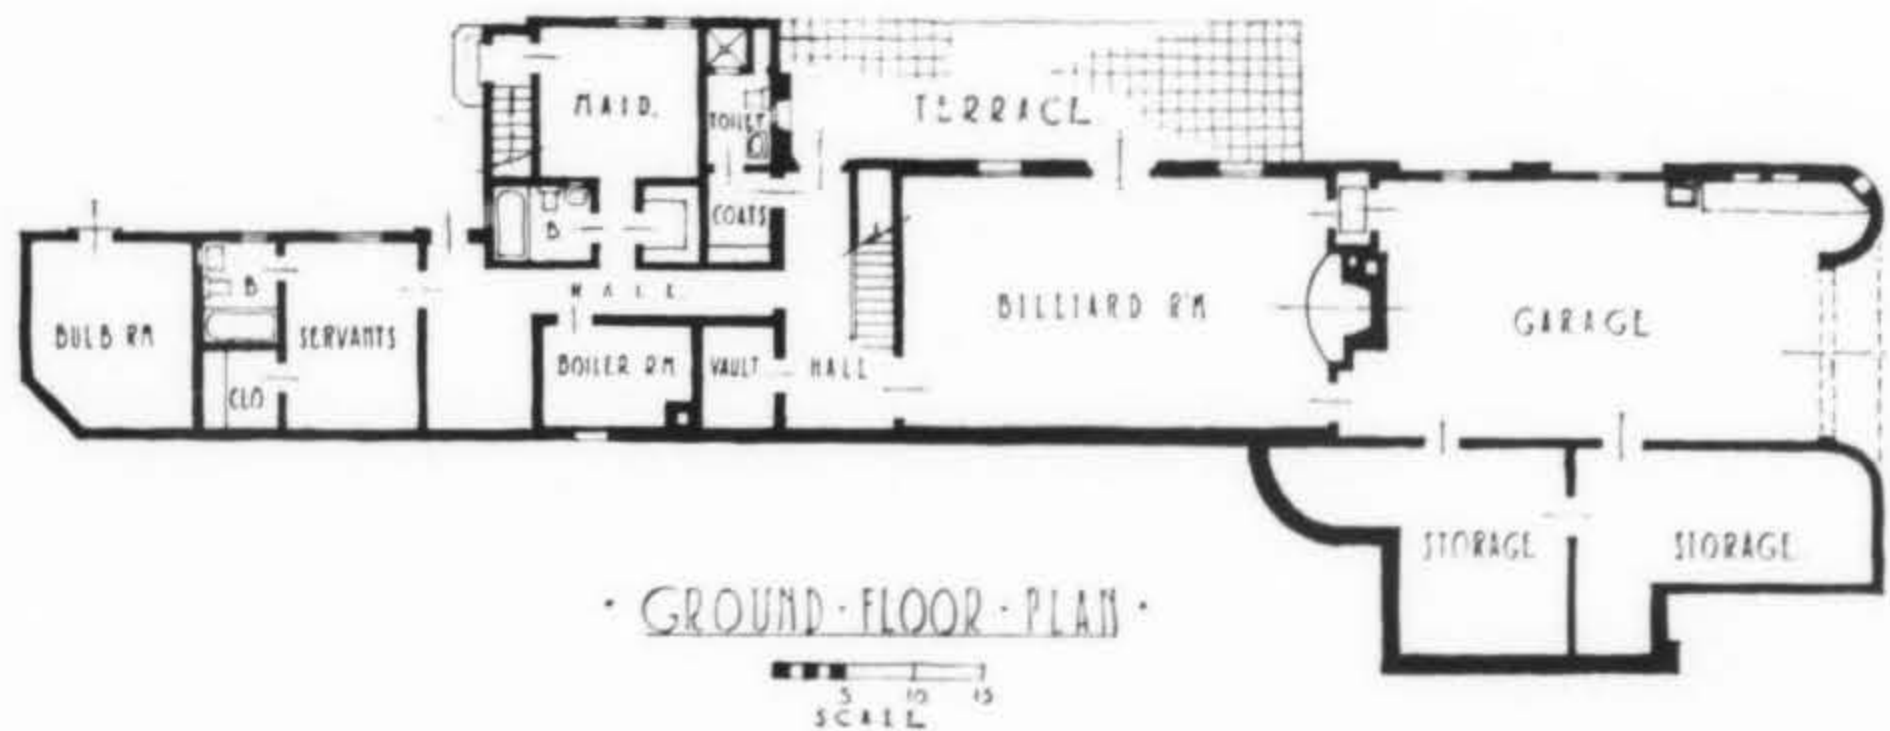 MAID.
TOILET
TERRACE
COATS
B
HALL
BULB RM
B
SERVANTS
CLO
BOILER RM
VAULT
HALL
BILLIARD R'M
GARAGE
STORAGE
STORAGE
· GROUND · FLOOR · PLAN ·
5 10 15
SCALE